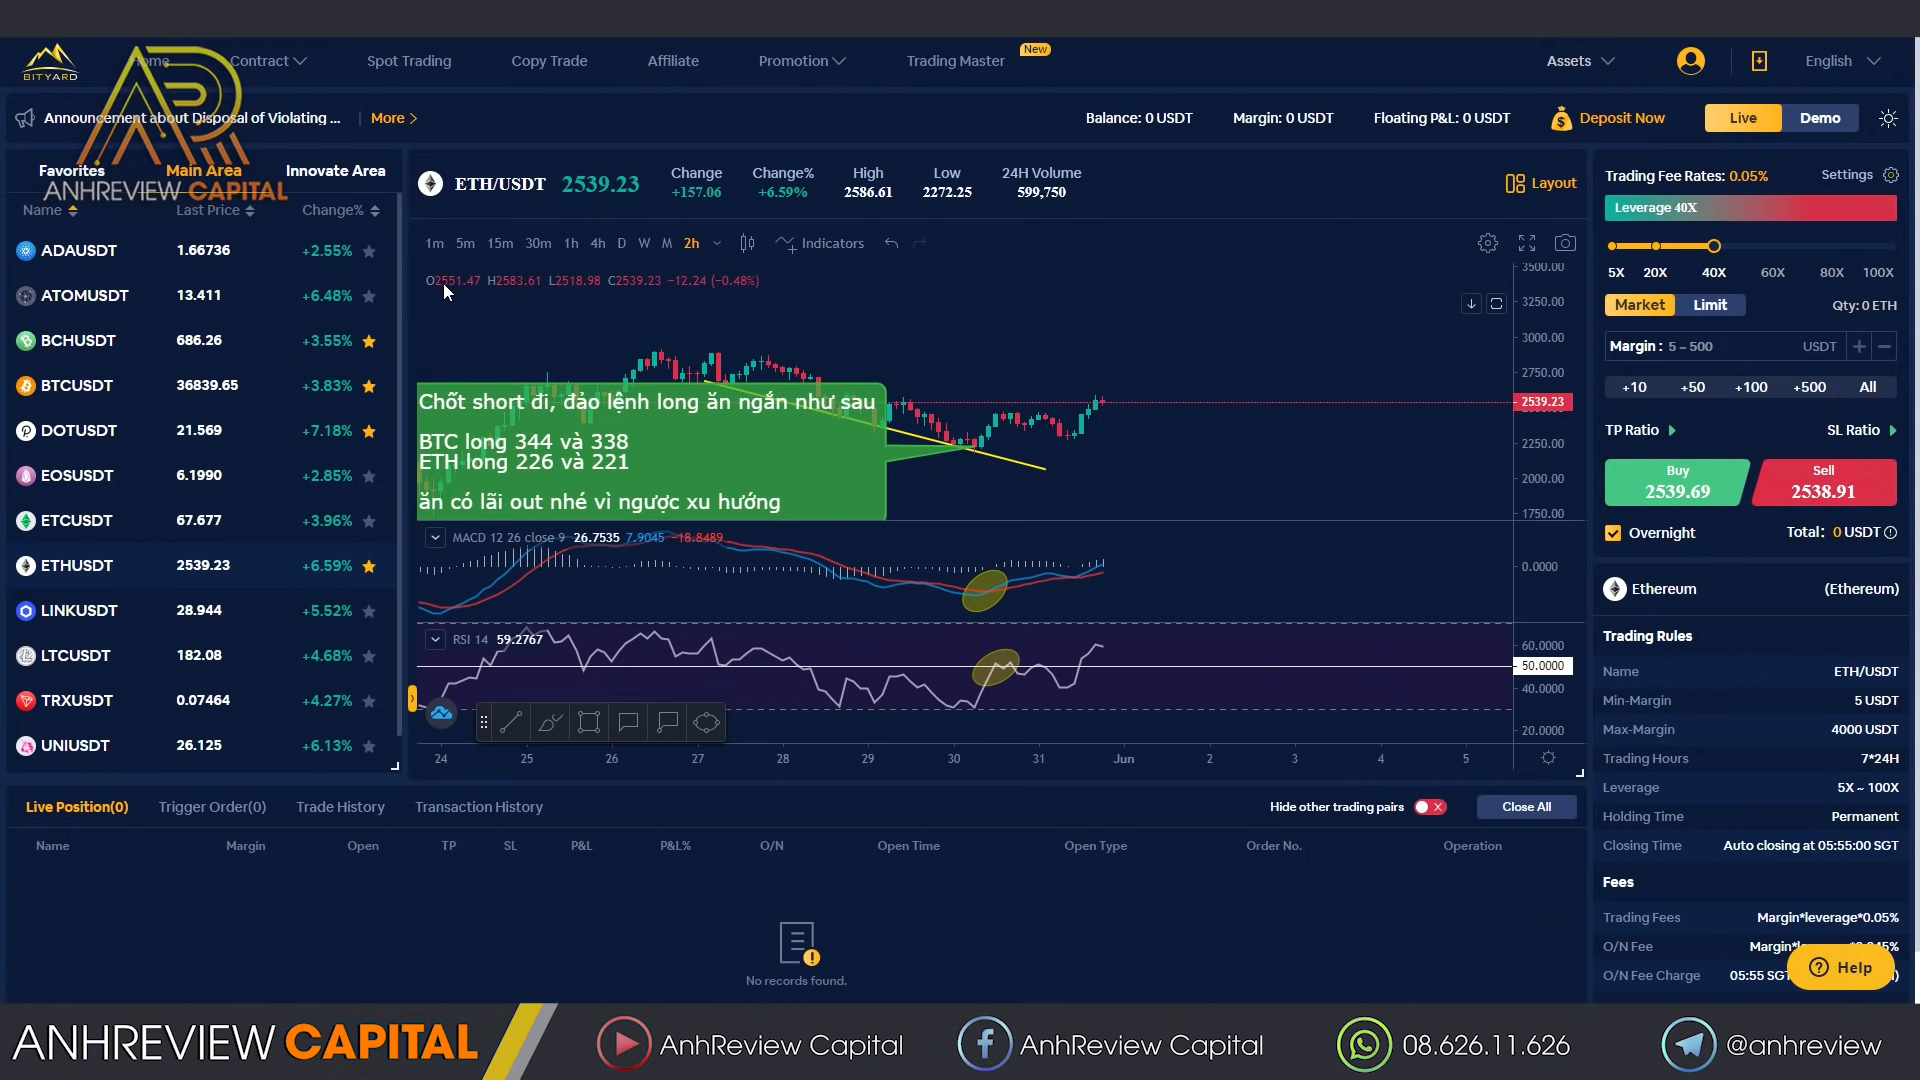 BITYARD
Home
Contract
Spot Trading
Copy Trade
Affiliate
Promotion
Trading Master
New
Assets
English
Announcement about Disposal of Violating ...
More >
Balance: 0 USDT
Margin: 0 USDT
Floating P&L: 0 USDT
Deposit Now
Live
Demo
ANHREVIEW CAPITAL
Favorites
Main Area
Innovate Area
Name
Last Price
Change%
ADAUSDT 1.66736 +2.55%
ATOMUSDT 13.411 +6.48%
BCHUSDT 686.26 +3.55%
BTCUSDT 36839.65 +3.83%
DOTUSDT 21.569 +7.18%
EOSUSDT 6.1990 +2.85%
ETCUSDT 67.677 +3.96%
ETHUSDT 2539.23 +6.59%
LINKUSDT 28.944 +5.52%
LTCUSDT 182.08 +4.68%
TRXUSDT 0.07464 +4.27%
UNIUSDT 26.125 +6.13%
ETH/USDT 2539.23
Change
+157.06
Change%
+6.59%
High
2586.61
Low
2272.25
24H Volume
599,750
Layout
1m 5m 15m 30m 1h 4h D W M 2h
Indicators
O2551.47 H2583.61 L2518.98 C2539.23 −12.24 (−0.48%)
Chốt short đi, đảo lệnh long ăn ngắn như sau
BTC long 344 và 338
ETH long 226 và 221
ăn có lãi out nhé vì ngược xu hướng
3500.00
3250.00
3000.00
2750.00
2539.23
2250.00
2000.00
1750.00
MACD 12 26 close 9 26.7535 7.9045 −18.8489
0.0000
RSI 14 59.2767
60.0000
50.0000
40.0000
20.0000
24 25 26 27 28 29 30 31 Jun 2 3 4 5
Trading Fee Rates: 0.05%
Settings
Leverage 40X
5X 20X 40X 60X 80X 100X
Market
Limit
Qty: 0 ETH
Margin : 5 ~ 500 USDT + −
+10 +50 +100 +500 All
TP Ratio
SL Ratio
Buy
2539.69
Sell
2538.91
Overnight
Total: 0 USDT
Ethereum (Ethereum)
Trading Rules
Name ETH/USDT
Min-Margin 5 USDT
Max-Margin 4000 USDT
Trading Hours 7*24H
Leverage 5X ~ 100X
Holding Time Permanent
Closing Time Auto closing at 05:55:00 SGT
Fees
Trading Fees Margin*leverage*0.05%
O/N Fee
O/N Fee Charge 05:55
Help
Live Position(0)
Trigger Order(0)
Trade History
Transaction History
Hide other trading pairs
Close All
Name Margin Open TP SL P&L P&L% O/N Open Time Open Type Order No. Operation
No records found.
ANHREVIEW CAPITAL
AnhReview Capital
AnhReview Capital
08.626.11.626
@anhreview